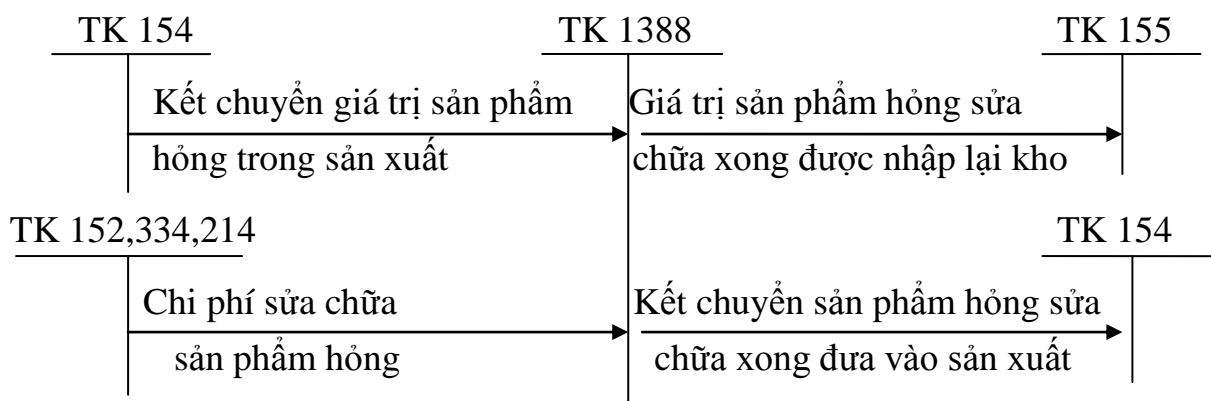 TK 154 TK 1388 TK 155
Kết chuyển giá trị sản phẩm
hỏng trong sản xuất
Giá trị sản phẩm hỏng sửa
chữa xong được nhập lại kho
TK 152,334,214 TK 154
Chi phí sửa chữa
sản phẩm hỏng
Kết chuyển sản phẩm hỏng sửa
chữa xong đưa vào sản xuất